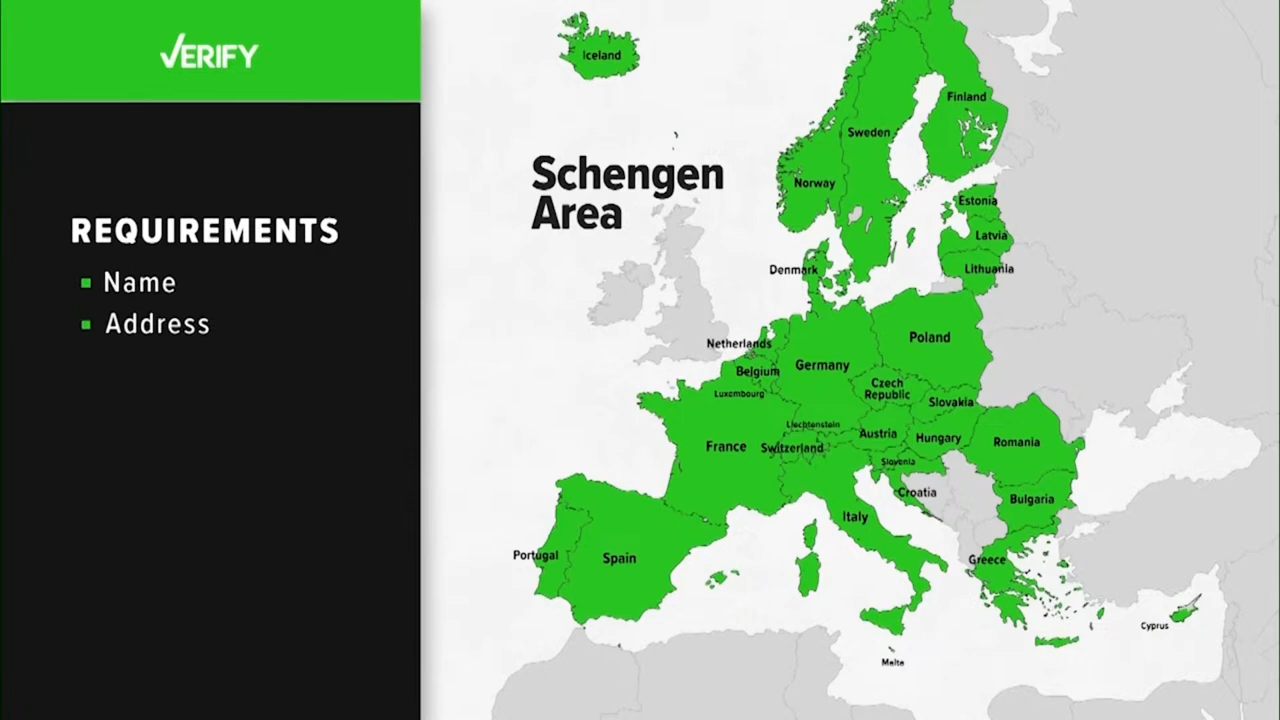 VERIFY
REQUIREMENTS
Name
Address
Schengen
Area
Iceland
Finland
Sweden
Norway
Estonia
Latvia
Lithuania
Denmark
Netherlands
Belgium
Luxembourg
Germany
Poland
Czech
Republic
Slovakia
Liechtenstein
Austria
Hungary
Romania
France
Switzerland
Slovenia
Croatia
Bulgaria
Italy
Portugal
Spain
Greece
Cyprus
Malta